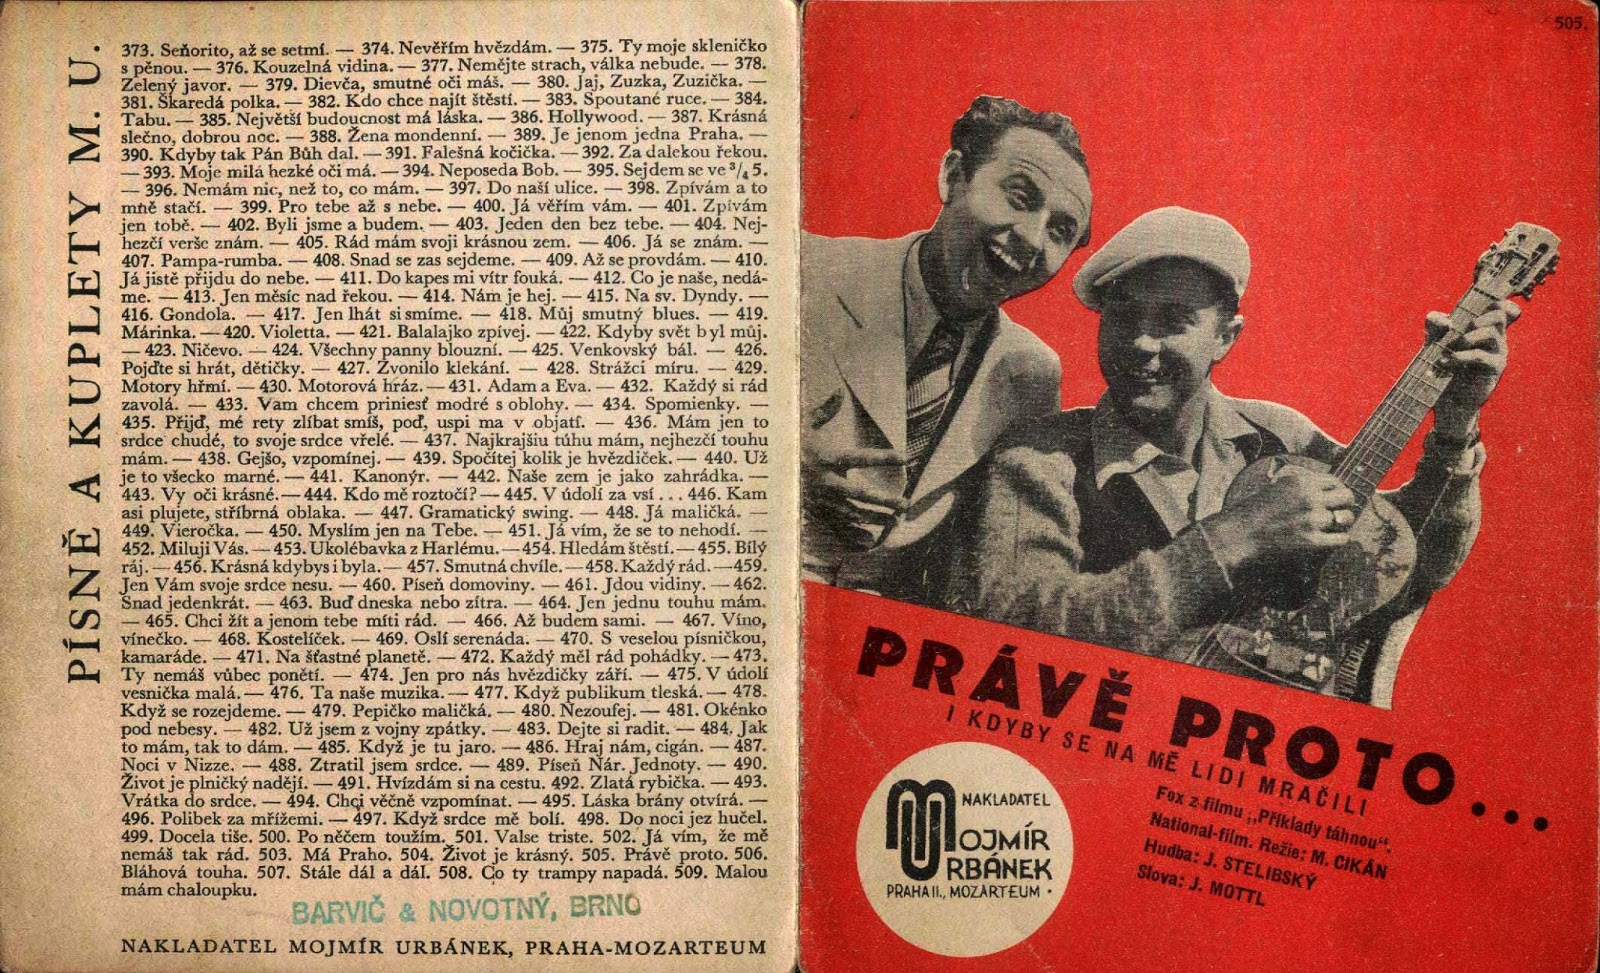 PÍSNĚ A KUPLETY M. U.
373. Seňorito, až se setmí. — 374. Nevěřím hvězdám. — 375. Ty moje skleničko
s pěnou. — 376. Kouzelná vidina. — 377. Nemějte strach, válka nebude. — 378.
Zelený javor. — 379. Dievča, smutné oči máš. — 380. Jaj, Zuzka, Zuzička. —
381. Škaredá polka. — 382. Kdo chce najít štěstí. — 383. Spoutané ruce. — 384.
Tabu. — 385. Největší budoucnost má láska. — 386. Hollywood. — 387. Krásná
slečno, dobrou noc. — 388. Žena mondenní. — 389. Je jenom jedna Praha. —
390. Kdyby tak Pán Bůh dal. — 391. Falešná kočička. — 392. Za dalekou řekou.
— 393. Moje milá hezké oči má. — 394. Neposeda Bob. — 395. Sejdem se ve ³/₄ 5.
— 396. Nemám nic, než to, co mám. — 397. Do naší ulice. — 398. Zpívám a to
mně stačí. — 399. Pro tebe až s nebe. — 400. Já věřím vám. — 401. Zpívám
jen tobě. — 402. Byli jsme a budem. — 403. Jeden den bez tebe. — 404. Nej-
hezčí verše znám. — 405. Rád mám svoji krásnou zem. — 406. Já se znám. —
407. Pampa-rumba. — 408. Snad se zas sejdeme. — 409. Až se provdám. — 410.
Já jistě přijdu do nebe. — 411. Do kapes mi vítr fouká. — 412. Co je naše, nedá-
me. — 413. Jen měsíc nad řekou. — 414. Nám je hej. — 415. Na sv. Dyndy. —
416. Gondola. — 417. Jen lhát si smíme. — 418. Můj smutný blues. — 419.
Márinka. — 420. Violetta. — 421. Balalajko zpívej. — 422. Kdyby svět byl můj.
— 423. Ničevo. — 424. Všechny panny blouzní. — 425. Venkovský bál. — 426.
Pojďte si hrát, dětičky. — 427. Zvonilo klekání. — 428. Strážci míru. — 429.
Motory hřmí. — 430. Motorová hráz. — 431. Adam a Eva. — 432. Každý si rád
zavolá. — 433. Vam chcem priniesť modré s oblohy. — 434. Spomienky. —
435. Přijď, mé rety zlíbat smíš, poď, uspi ma v objatí. — 436. Mám jen to
srdce chudé, to svoje srdce vřelé. — 437. Najkrajšiu túhu mám, nejhezčí touhu
mám. — 438. Gejšo, vzpomínej. — 439. Spočítej kolik je hvězdiček. — 440. Už
je to všecko marné. — 441. Kanonýr. — 442. Naše zem je jako zahrádka. —
443. Vy oči krásné. — 444. Kdo mě roztočí? — 445. V údolí za vsí . . . 446. Kam
asi plujete, stříbrná oblaka. — 447. Gramatický swing. — 448. Já maličká. —
449. Vieročka. — 450. Myslím jen na Tebe. — 451. Já vím, že se to nehodí. —
452. Miluji Vás. — 453. Ukolébavka z Harlému. — 454. Hledám štěstí. — 455. Bílý
ráj. — 456. Krásná kdybys i byla. — 457. Smutná chvíle. — 458. Každý rád. — 459.
Jen Vám svoje srdce nesu. — 460. Píseň domoviny. — 461. Jdou vidiny. — 462.
Snad jedenkrát. — 463. Buď dneska nebo zítra. — 464. Jen jednu touhu mám.
— 465. Chci žít a jenom tebe míti rád. — 466. Až budem sami. — 467. Víno,
vínečko. — 468. Kostelíček. — 469. Oslí serenáda. — 470. S veselou písničkou,
kamaráde. — 471. Na šťastné planetě. — 472. Každý měl rád pohádky. — 473.
Ty nemáš vůbec ponětí. — 474. Jen pro nás hvězdičky září. — 475. V údolí
vesnička malá. — 476. Ta naše muzika. — 477. Když publikum tleská. — 478.
Když se rozejdeme. — 479. Pepičko maličká. — 480. Nezoufej. — 481. Okénko
pod nebesy. — 482. Už jsem z vojny zpátky. — 483. Dejte si radit. — 484. Jak
to mám, tak to dám. — 485. Když je tu jaro. — 486. Hraj nám, cigán. — 487.
Noci v Nizze. — 488. Ztratil jsem srdce. — 489. Píseň Nár. Jednoty. — 490.
Život je plničký nadějí. — 491. Hvízdám si na cestu. 492. Zlatá rybička. — 493.
Vrátka do srdce. — 494. Chci věčně vzpomínat. — 495. Láska brány otvírá. —
496. Polibek za mřížemi. — 497. Když srdce mě bolí. 498. Do noci jez hučel.
499. Docela tiše. 500. Po něčem toužím. 501. Valse triste. 502. Já vím, že mě
nemáš tak rád. 503. Má Praho. 504. Život je krásný. 505. Právě proto. 506.
Bláhová touha. 507. Stále dál a dál. 508. Co ty trampy napadá. 509. Malou
mám chaloupku.
BARVIČ & NOVOTNÝ, BRNO
NAKLADATEL MOJMÍR URBÁNEK, PRAHA-MOZARTEUM
505.
PRÁVĚ PROTO...
I KDYBY SE NA MĚ LIDI MRAČILI
Fox z filmu „Příklady táhnou“.
National-film. Režie: M. CIKÁN
Hudba: J. STELIBSKÝ
Slova: J. MOTTL
MU
NAKLADATEL
MOJMÍR
URBÁNEK
PRAHA II., MOZARTEUM ·